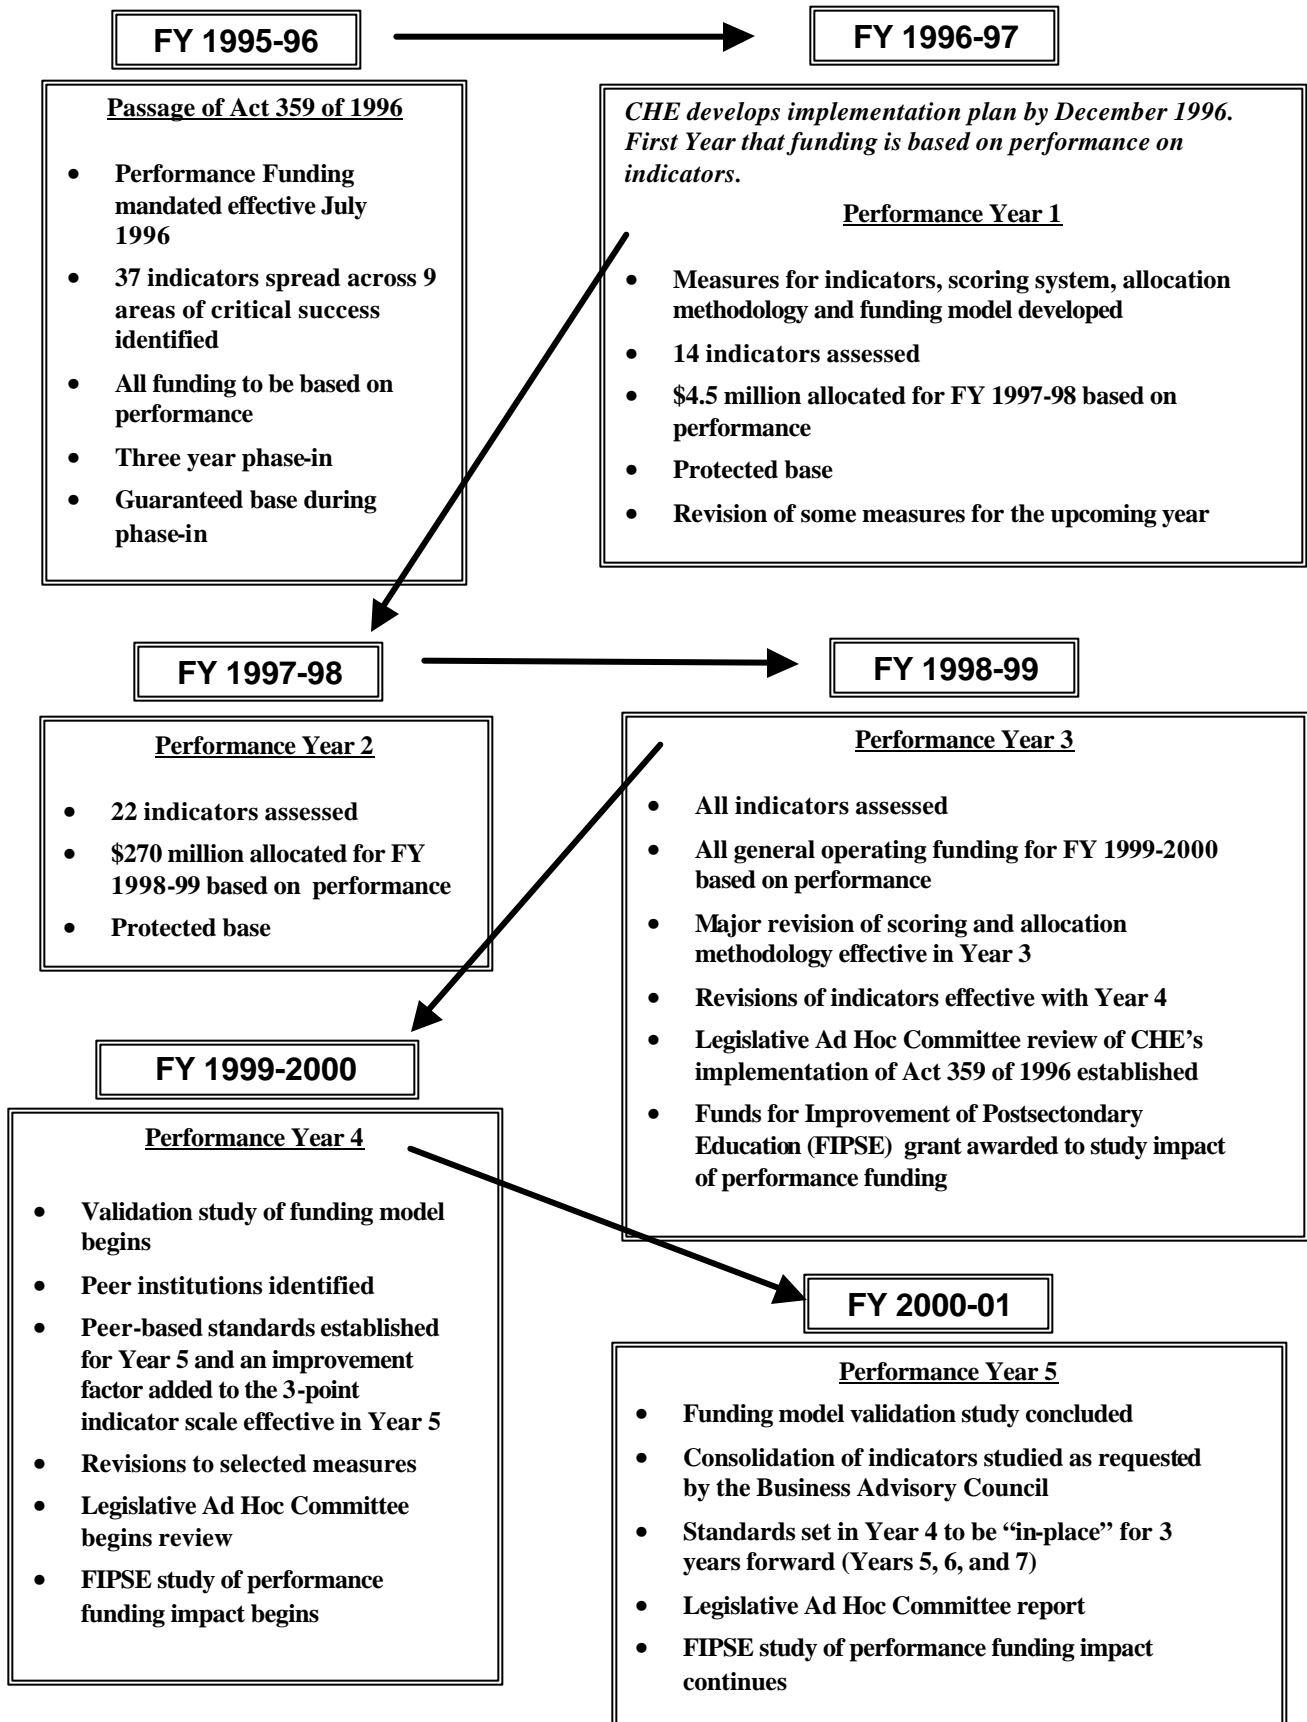 FY 1995-96
Passage of Act 359 of 1996
• Performance Funding
mandated effective July
1996
• 37 indicators spread across 9
areas of critical success
identified
• All funding to be based on
performance
• Three year phase-in
• Guaranteed base during
phase-in
FY 1996-97
CHE develops implementation plan by December 1996.
First Year that funding is based on performance on
indicators.
Performance Year 1
• Measures for indicators, scoring system, allocation
methodology and funding model developed
• 14 indicators assessed
• $4.5 million allocated for FY 1997-98 based on
performance
• Protected base
• Revision of some measures for the upcoming year
FY 1997-98
Performance Year 2
• 22 indicators assessed
• $270 million allocated for FY
1998-99 based on performance
• Protected base
FY 1998-99
Performance Year 3
• All indicators assessed
• All general operating funding for FY 1999-2000
based on performance
• Major revision of scoring and allocation
methodology effective in Year 3
• Revisions of indicators effective with Year 4
• Legislative Ad Hoc Committee review of CHE’s
implementation of Act 359 of 1996 established
• Funds for Improvement of Postsectondary
Education (FIPSE) grant awarded to study impact
of performance funding
FY 1999-2000
Performance Year 4
• Validation study of funding model
begins
• Peer institutions identified
• Peer-based standards established
for Year 5 and an improvement
factor added to the 3-point
indicator scale effective in Year 5
• Revisions to selected measures
• Legislative Ad Hoc Committee
begins review
• FIPSE study of performance
funding impact begins
FY 2000-01
Performance Year 5
• Funding model validation study concluded
• Consolidation of indicators studied as requested
by the Business Advisory Council
• Standards set in Year 4 to be “in-place” for 3
years forward (Years 5, 6, and 7)
• Legislative Ad Hoc Committee report
• FIPSE study of performance funding impact
continues